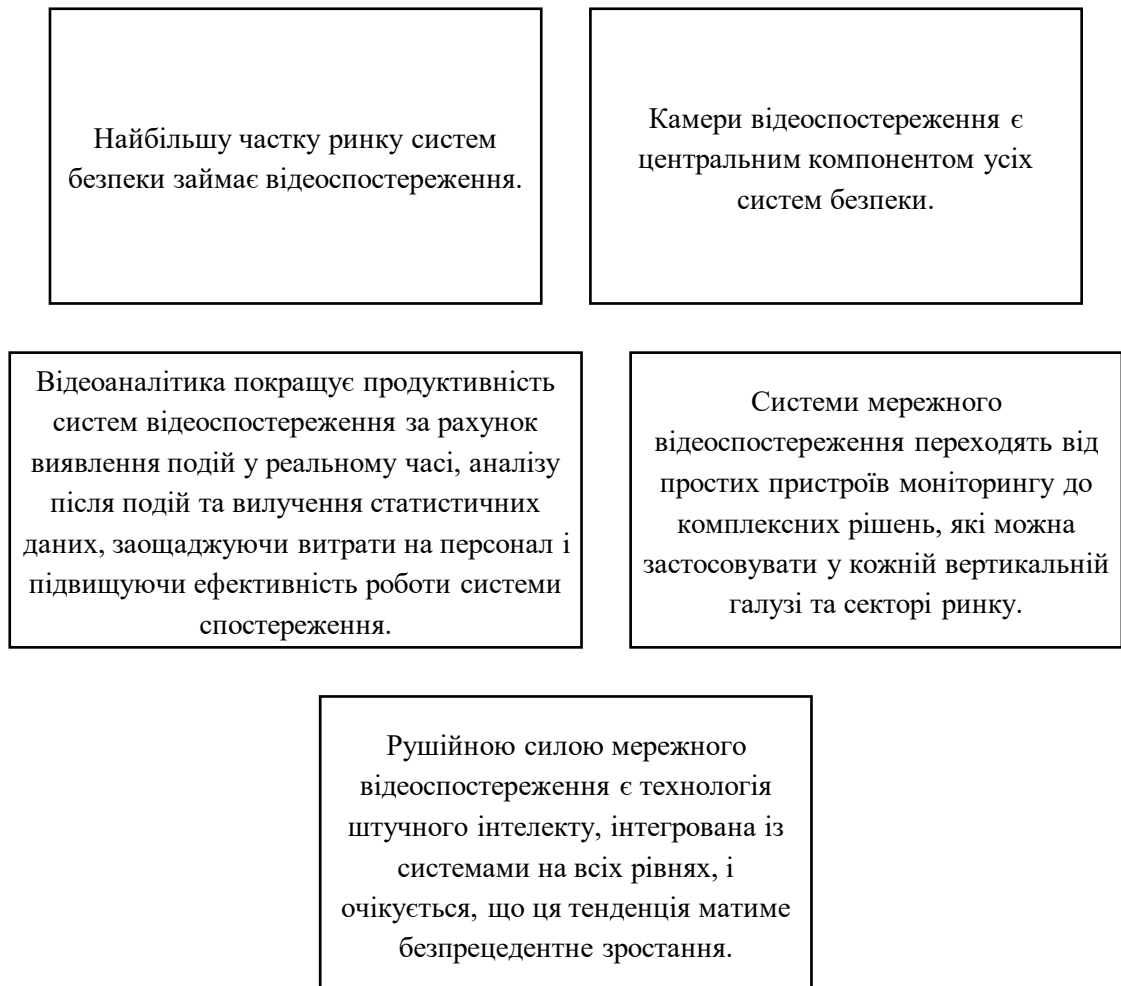 Найбільшу частку ринку систем
безпеки займає відеоспостереження.
Камери відеоспостереження є
центральним компонентом усіх
систем безпеки.
Відеоаналітика покращує продуктивність
систем відеоспостереження за рахунок
виявлення подій у реальному часі, аналізу
після подій та вилучення статистичних
даних, заощаджуючи витрати на персонал і
підвищуючи ефективність роботи системи
спостереження.
Системи мережного
відеоспостереження переходять від
простих пристроїв моніторингу до
комплексних рішень, які можна
застосовувати у кожній вертикальній
галузі та секторі ринку.
Рушійною силою мережного
відеоспостереження є технологія
штучного інтелекту, інтегрована із
системами на всіх рівнях, і
очікується, що ця тенденція матиме
безпрецедентне зростання.